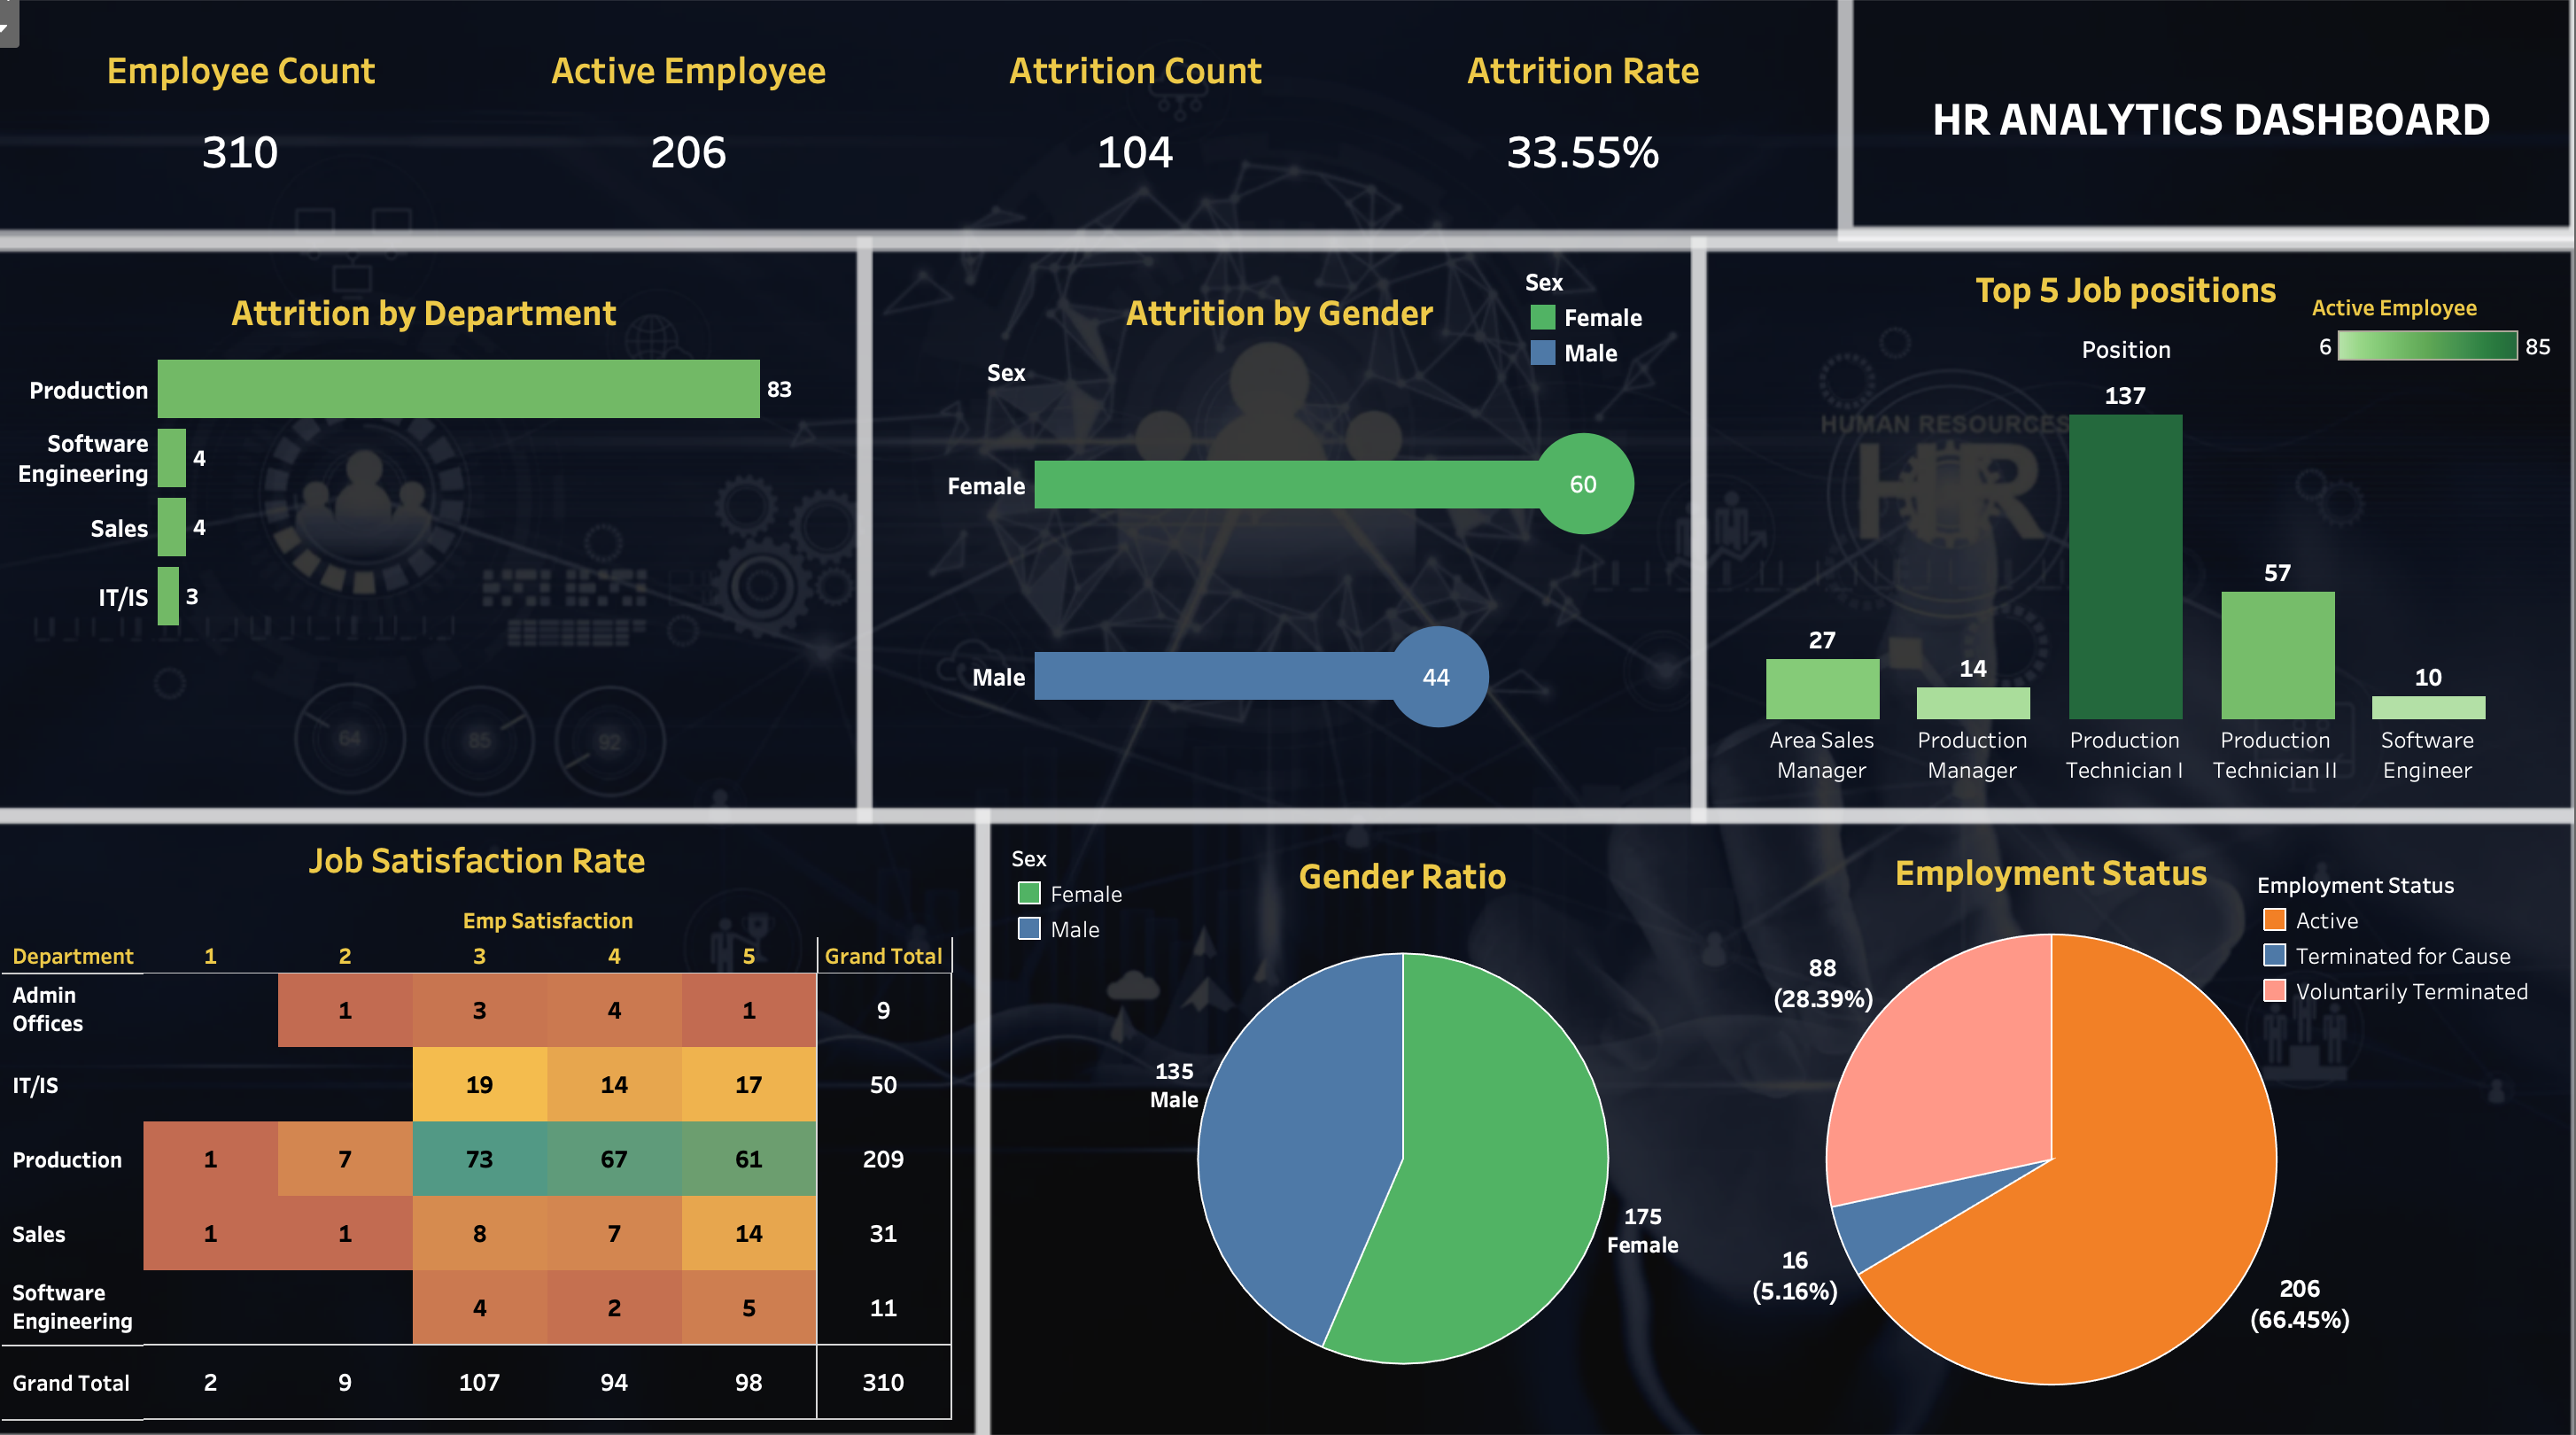 Employee Count
Active Employee
Attrition Count
Attrition Rate
310
206
104
33.55%
HR ANALYTICS DASHBOARD
Attrition by Department
Production
83
Software
Engineering
4
Sales
4
IT/IS
3
64
85
92
Attrition by Gender
Sex
Female
Male
Sex
Female
60
Male
44
Top 5 Job positions
Active Employee
6
85
Position
HUMAN RESOURCES
HR
27
14
137
57
10
Area Sales
Manager
Production
Manager
Production
Technician I
Production
Technician II
Software
Engineer
Job Satisfaction Rate
Emp Satisfaction
Department 1 2 3 4 5 Grand Total
Admin
Offices
1 3 4 1 9
IT/IS 19 14 17 50
Production 1 7 73 67 61 209
Sales 1 1 8 7 14 31
Software
Engineering
4 2 5 11
Grand Total 2 9 107 94 98 310
Sex
Female
Male
Gender Ratio
135
Male
175
Female
Employment Status
Employment Status
Active
Terminated for Cause
Voluntarily Terminated
88
(28.39%)
16
(5.16%)
206
(66.45%)